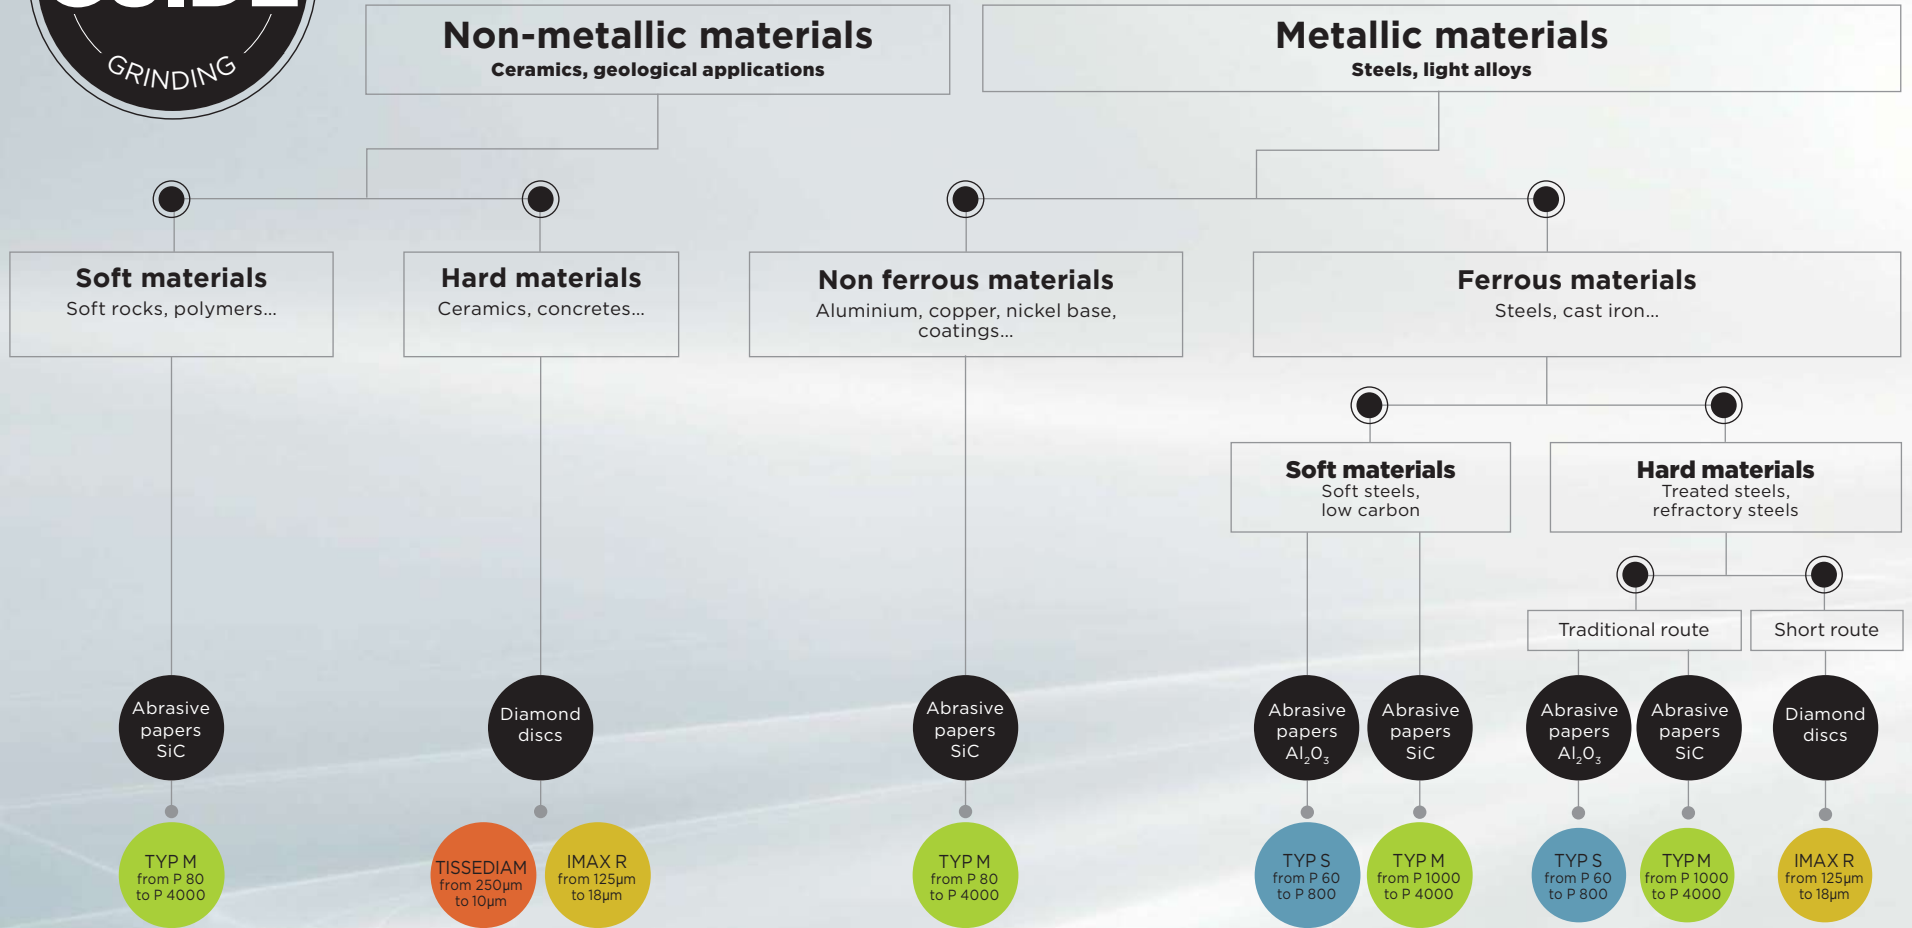 GUIDE
GRINDING
Non-metallic materials
Ceramics, geological applications
Metallic materials
Steels, light alloys
Soft materials
Soft rocks, polymers...
Hard materials
Ceramics, concretes...
Non ferrous materials
Aluminium, copper, nickel base,
coatings...
Ferrous materials
Steels, cast iron...
Soft materials
Soft steels,
low carbon
Hard materials
Treated steels,
refractory steels
Traditional route
Short route
Abrasive
papers
SiC
Diamond
discs
Abrasive
papers
SiC
Abrasive
papers
Al₂0₃
Abrasive
papers
SiC
Abrasive
papers
Al₂0₃
Abrasive
papers
SiC
Diamond
discs
TYP M
from P 80
to P 4000
TISSEDIAM
from 250µm
to 10µm
IMAX R
from 125µm
to 18µm
TYP M
from P 80
to P 4000
TYP S
from P 60
to P 800
TYP M
from P 1000
to P 4000
TYP S
from P 60
to P 800
TYP M
from P 1000
to P 4000
IMAX R
from 125µm
to 18µm